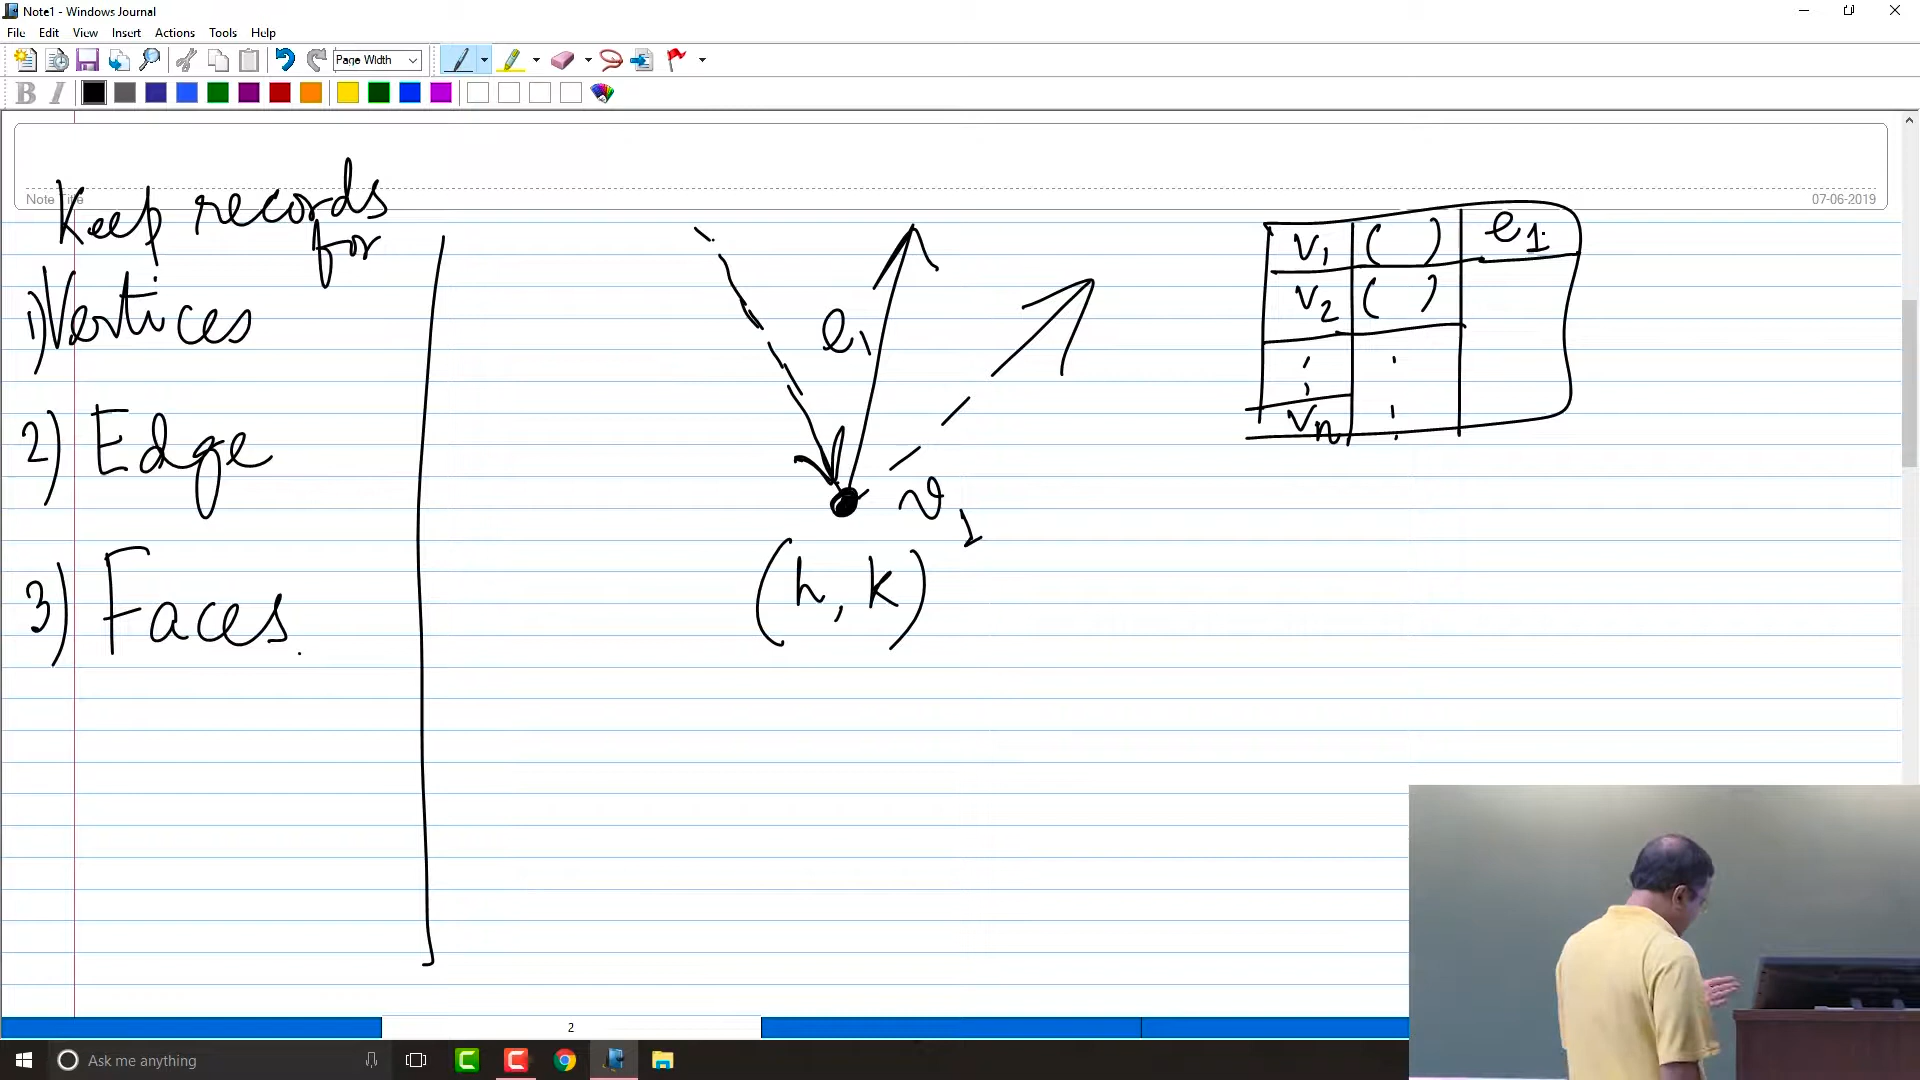 Note1 - Windows Journal
File Edit View Insert Actions Tools Help
Page Width
B I
Note Title
07-06-2019
Keep records
for
1) Vertices
2) Edge
3) Faces.
e1
v1
(h, k)
v1 ( ) e1
v2 ( )
vn
2
Ask me anything